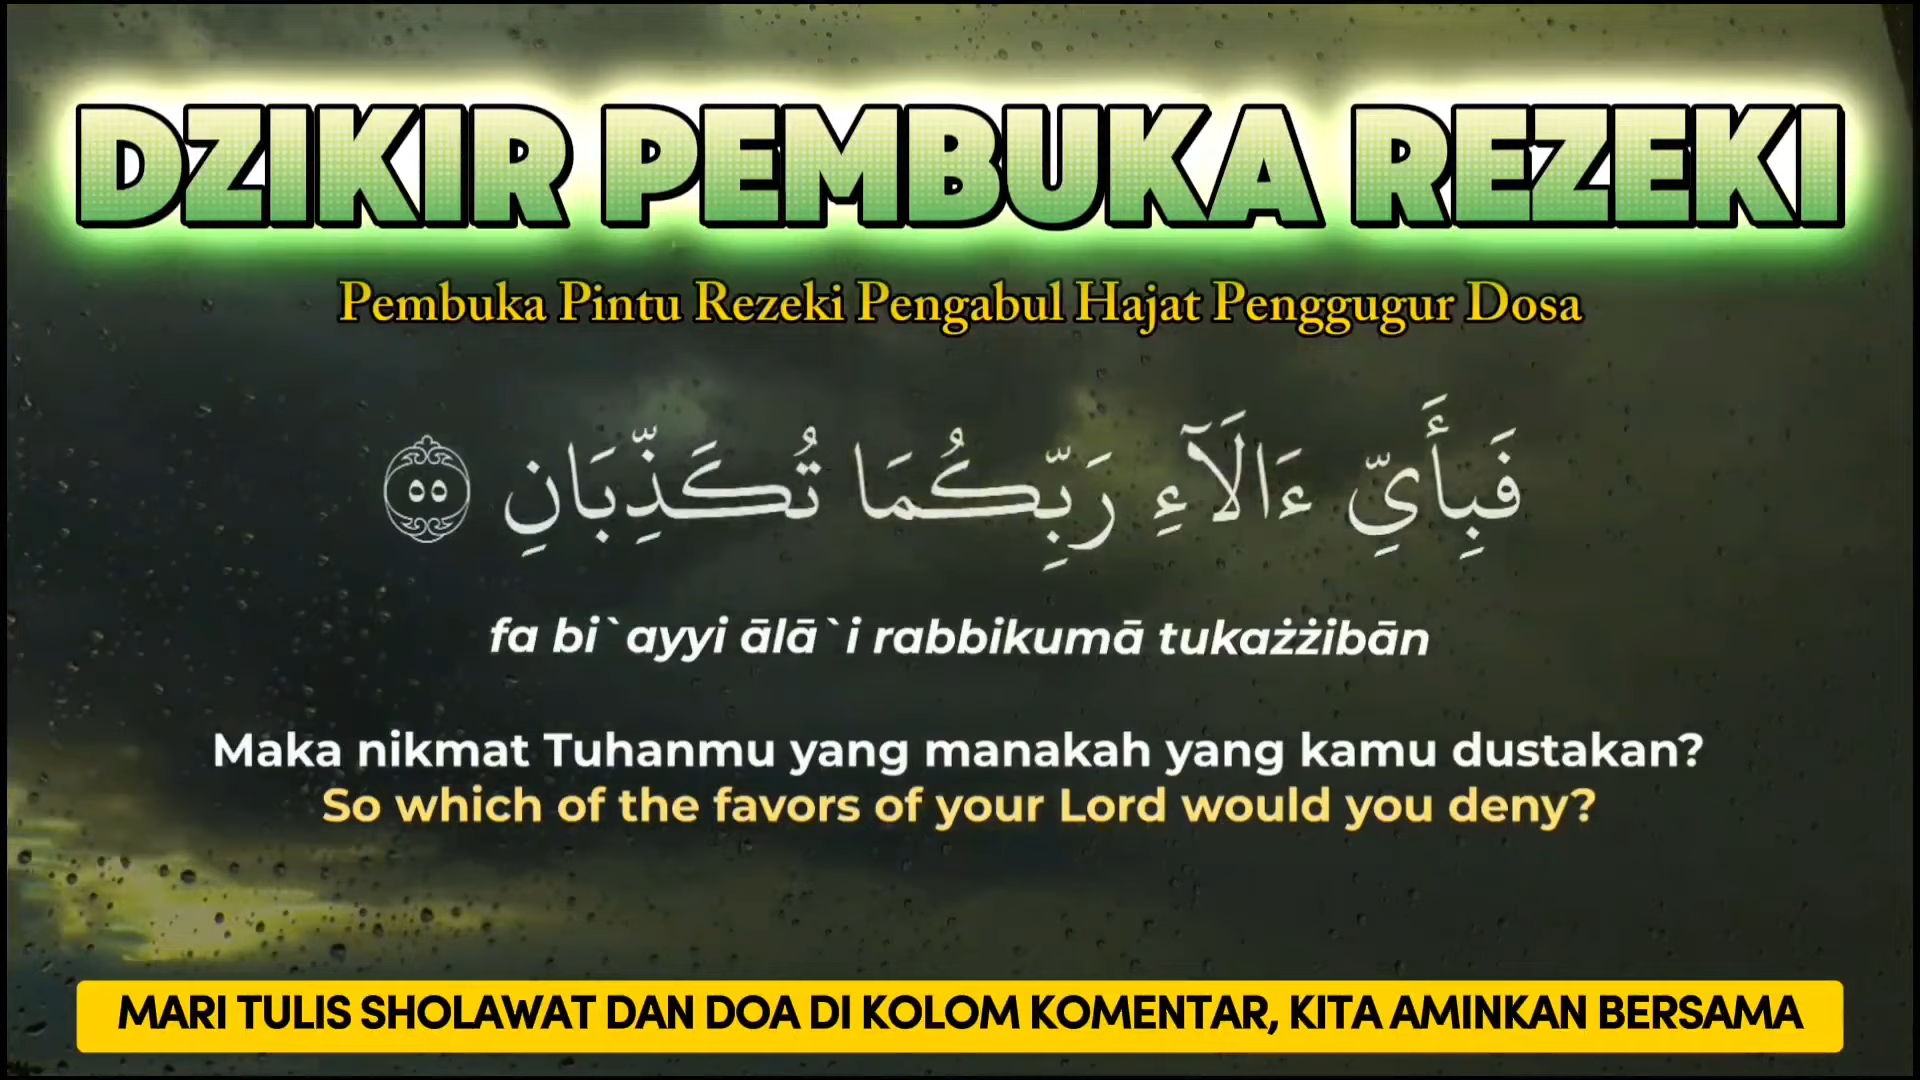 DZIKIR PEMBUKA REZEKI
Pembuka Pintu Rezeki Pengabul Hajat Penggugur Dosa
فَبِأَيِّ ءَالَآءِ رَبِّكُمَا تُكَذِّبَانِ ٥٥
fa bi`ayyi ālā`i rabbikumā tukażżibān
Maka nikmat Tuhanmu yang manakah yang kamu dustakan?
So which of the favors of your Lord would you deny?
MARI TULIS SHOLAWAT DAN DOA DI KOLOM KOMENTAR, KITA AMINKAN BERSAMA